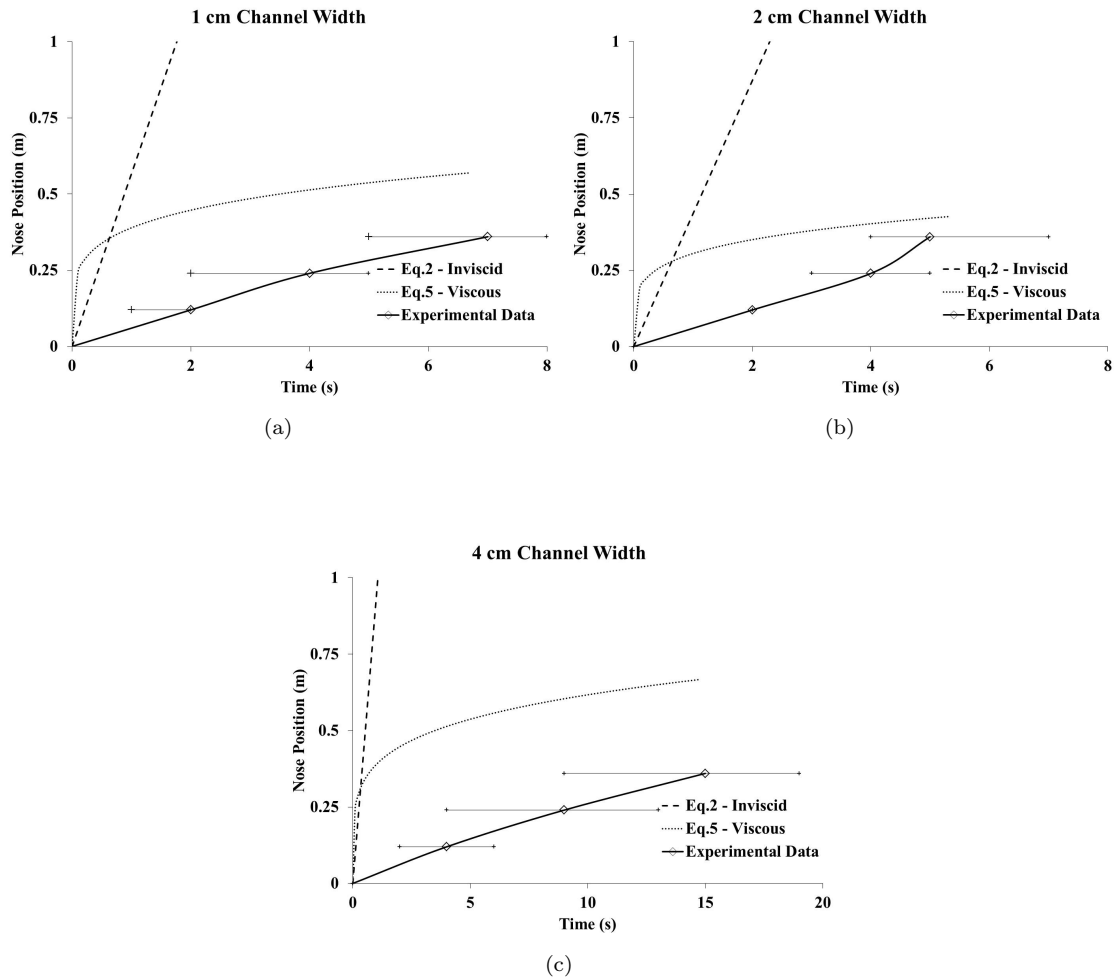 1 cm Channel Width
1
0.75
0.5
0.25
0
Nose Position (m)
0 2 4 6 8
Time (s)
Eq.2 - Inviscid
Eq.5 - Viscous
Experimental Data
(a)
2 cm Channel Width
1
0.75
0.5
0.25
0
Nose Position (m)
0 2 4 6 8
Time (s)
Eq.2 - Inviscid
Eq.5 - Viscous
Experimental Data
(b)
4 cm Channel Width
1
0.75
0.5
0.25
0
Nose Position (m)
0 5 10 15 20
Time (s)
Eq.2 - Inviscid
Eq.5 - Viscous
Experimental Data
(c)